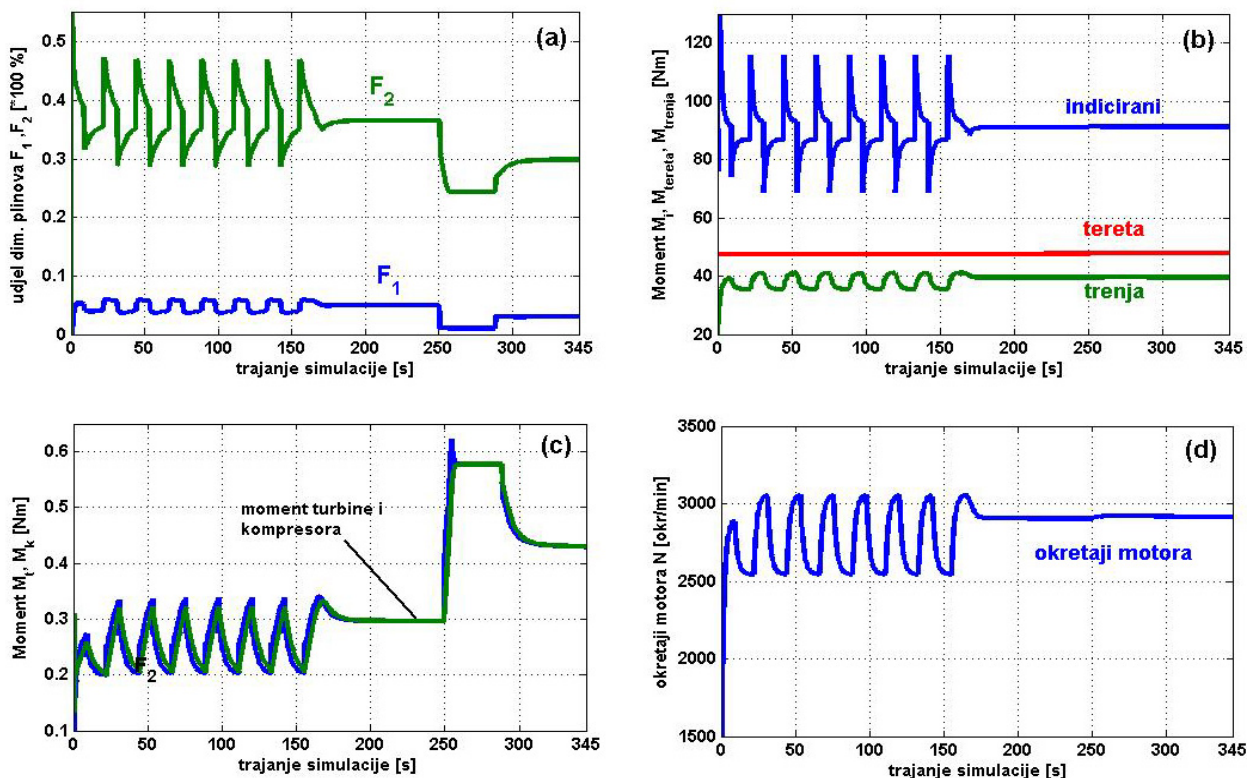 (a)
0.5
0.4
0.3
0.2
0.1
0
F2
F1
udjel dim. plinova F1 ,F2 [*100 %]
0 50 100 150 200 250 300 345
trajanje simulacije [s]
(b)
120
100
80
60
40
20
indicirani
tereta
trenja
Moment Mi, Mtereta, Mtrenja [Nm]
0 50 100 150 200 250 300 345
trajanje simulacije [s]
(c)
0.6
0.5
0.4
0.3
0.2
0.1
moment turbine i
kompresora
F2
Moment Mt, Mk [Nm]
0 50 100 150 200 250 300 345
trajanje simulacije [s]
(d)
3500
3000
2500
2000
1500
okretaji motora
okretaji motora N [okr/min]
0 50 100 150 200 250 300 345
trajanje simulacije [s]